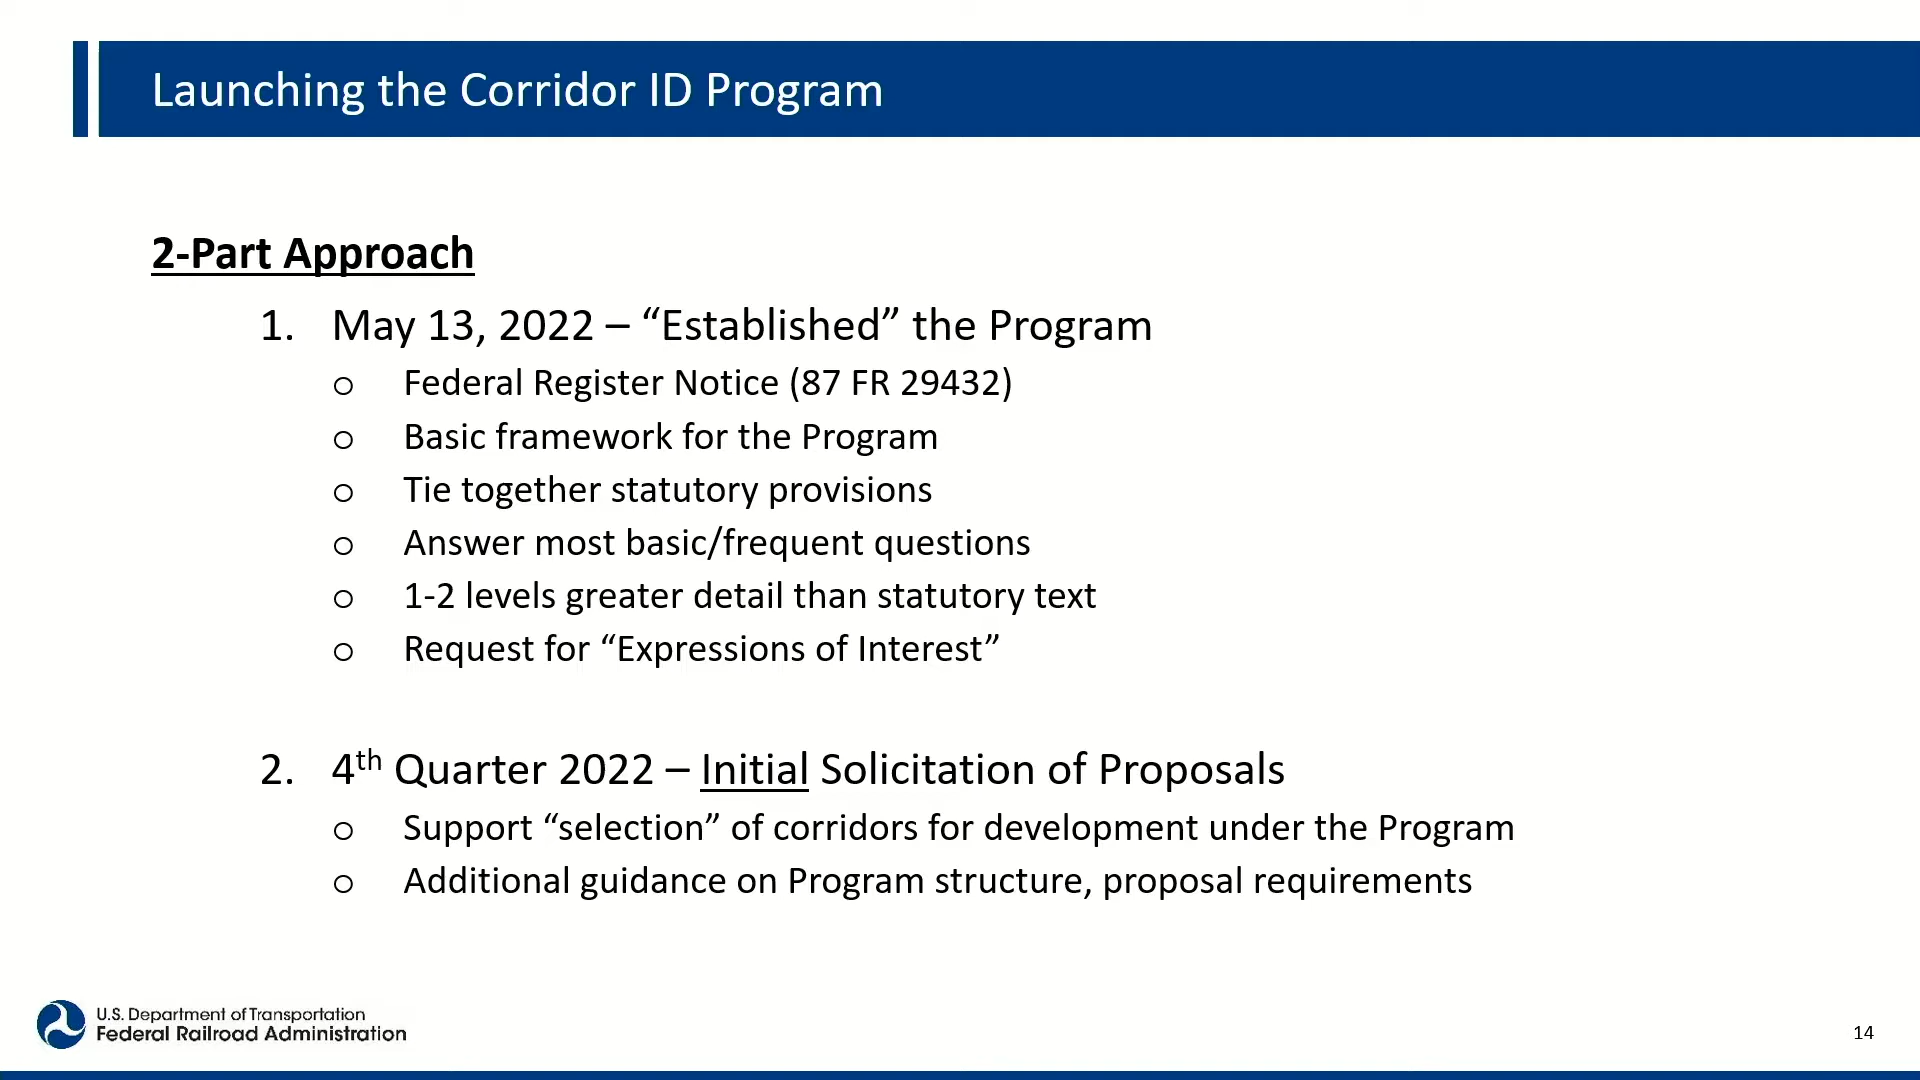 Launching the Corridor ID Program
2-Part Approach
1. May 13, 2022 – “Established” the Program
o Federal Register Notice (87 FR 29432)
o Basic framework for the Program
o Tie together statutory provisions
o Answer most basic/frequent questions
o 1-2 levels greater detail than statutory text
o Request for “Expressions of Interest”
2. 4th Quarter 2022 – Initial Solicitation of Proposals
o Support “selection” of corridors for development under the Program
o Additional guidance on Program structure, proposal requirements
U.S. Department of Transportation
Federal Railroad Administration
14